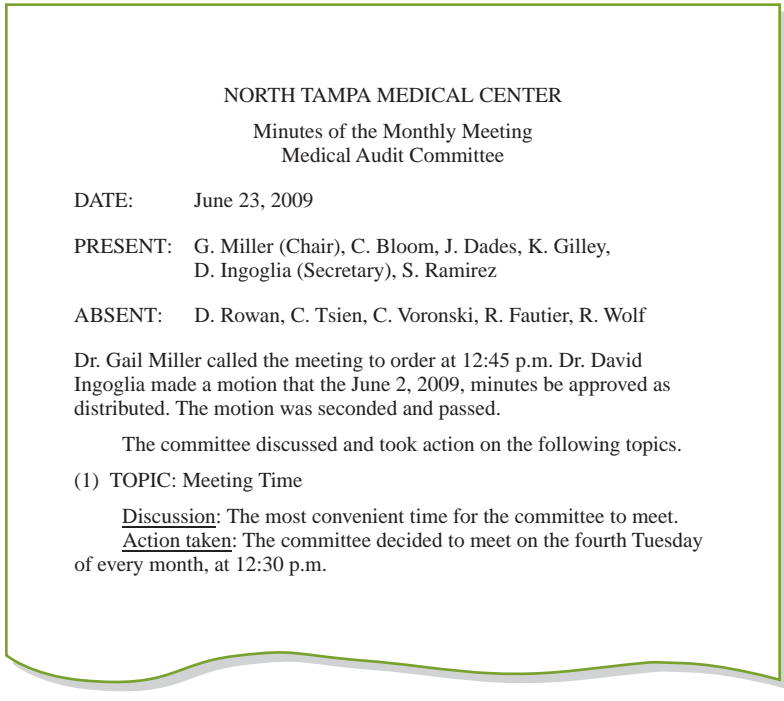 NORTH TAMPA MEDICAL CENTER
Minutes of the Monthly Meeting
Medical Audit Committee
DATE: June 23, 2009
PRESENT: G. Miller (Chair), C. Bloom, J. Dades, K. Gilley,
D. Ingoglia (Secretary), S. Ramirez
ABSENT: D. Rowan, C. Tsien, C. Voronski, R. Fautier, R. Wolf
Dr. Gail Miller called the meeting to order at 12:45 p.m. Dr. David
Ingoglia made a motion that the June 2, 2009, minutes be approved as
distributed. The motion was seconded and passed.
The committee discussed and took action on the following topics.
(1) TOPIC: Meeting Time
Discussion: The most convenient time for the committee to meet.
Action taken: The committee decided to meet on the fourth Tuesday
of every month, at 12:30 p.m.